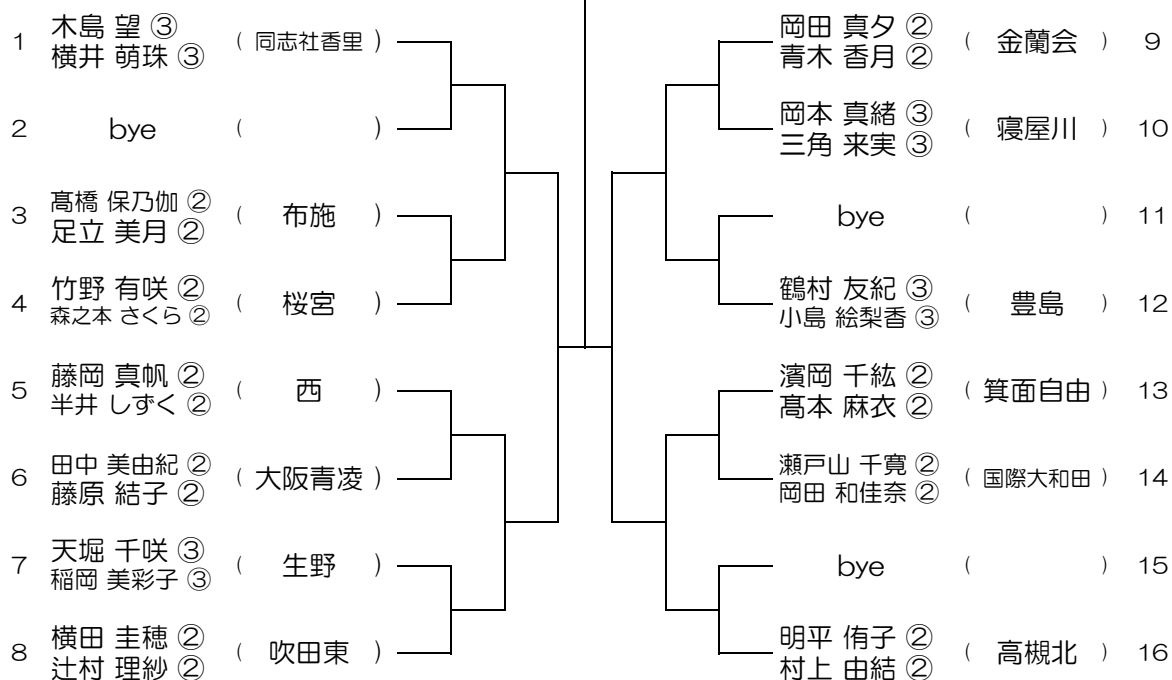 1 木島 望 ③
横井 萌珠 ③ ( 同志社香里 )
2 bye ( )
3 髙橋 保乃伽 ②
足立 美月 ② ( 布施 )
4 竹野 有咲 ②
森之本 さくら ② ( 桜宮 )
5 藤岡 真帆 ②
半井 しずく ② ( 西 )
6 田中 美由紀 ②
藤原 結子 ② ( 大阪青凌 )
7 天堀 千咲 ③
稲岡 美彩子 ③ ( 生野 )
8 横田 圭穂 ②
辻村 理紗 ② ( 吹田東 )
岡田 真夕 ②
青木 香月 ② ( 金蘭会 ) 9
岡本 真緒 ③
三角 来実 ③ ( 寝屋川 ) 10
bye ( ) 11
鶴村 友紀 ③
小島 絵梨香 ③ ( 豊島 ) 12
濱岡 千紘 ②
髙本 麻衣 ② ( 箕面自由 ) 13
瀬戸山 千寛 ②
岡田 和佳奈 ② ( 国際大和田 ) 14
bye ( ) 15
明平 侑子 ②
村上 由結 ② ( 高槻北 ) 16